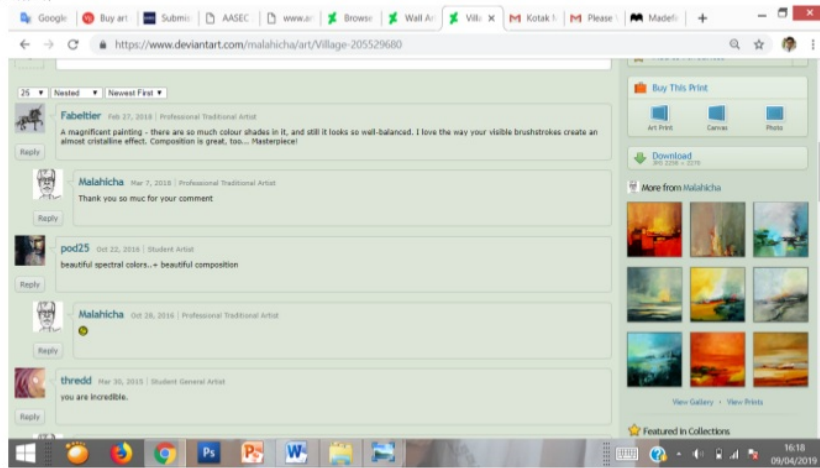 Google
Buy art
Submis
AASEC
www.ar
Browse
Wall Ar
Villa
Kotak M
Please
Madefi
https://www.deviantart.com/malahicha/art/Village-205529680
25 Nested Newest First
Fabeltier Feb 27, 2018 | Professional Traditional Artist
A magnificent painting - there are so much colour shades in it, and still it looks so well-balanced. I love the way your visible brushstrokes create an
almost cristalline effect. Composition is great, too... Masterpiece!
Reply
Malahicha Mar 7, 2018 | Professional Traditional Artist
Thank you so muc for your comment
Reply
pod25 Oct 22, 2016 | Student Artist
beautiful spectral colors..+ beautiful composition
Reply
Malahicha Oct 28, 2016 | Professional Traditional Artist
Reply
thredd Mar 30, 2015 | Student General Artist
you are incredible.
Reply
Buy This Print
Art Print Canvas Photo
Download
More from Malahicha
View Gallery · View Prints
Featured in Collections
Ps
16:18
09/04/2019